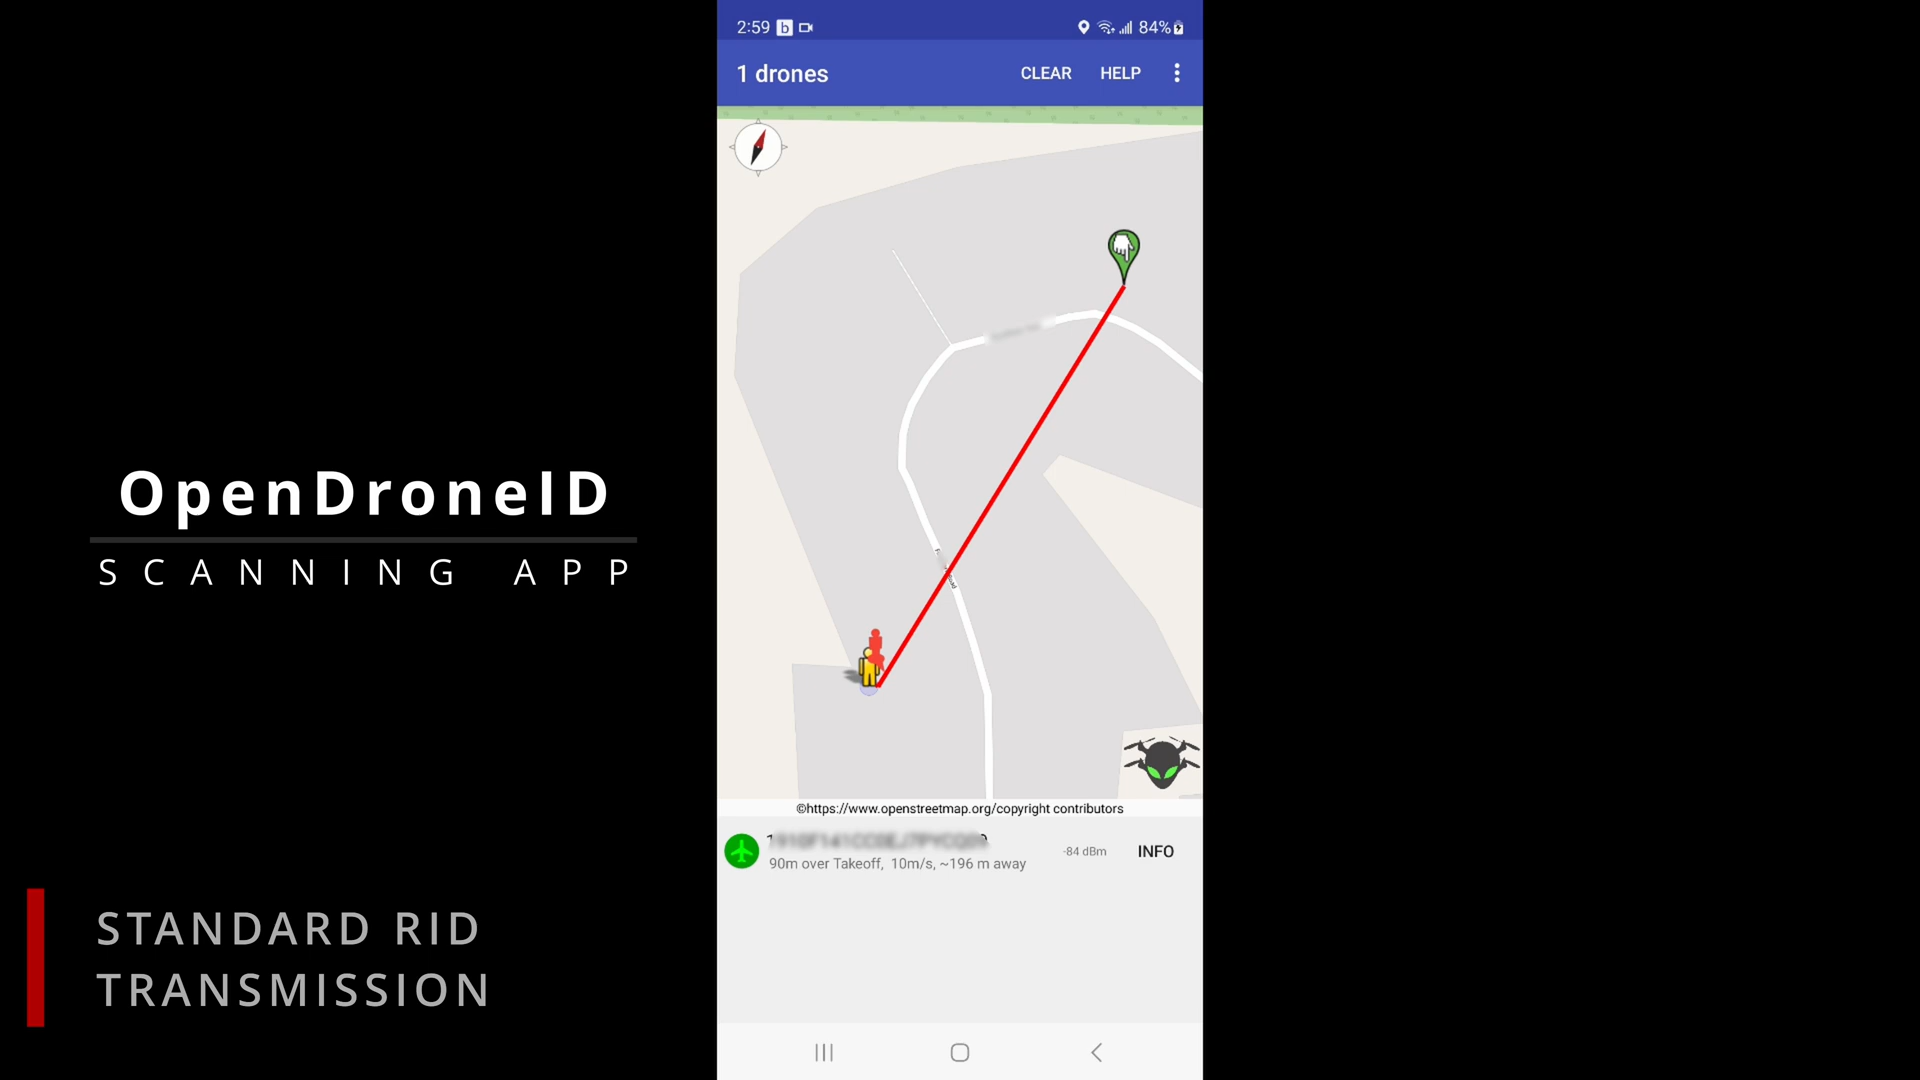 2:59
84%
1 drones
CLEAR
HELP
OpenDroneID
SCANNING APP
©https://www.openstreetmap.org/copyright contributors
90m over Takeoff, 10m/s, ~196 m away
-84 dBm
INFO
STANDARD RID
TRANSMISSION